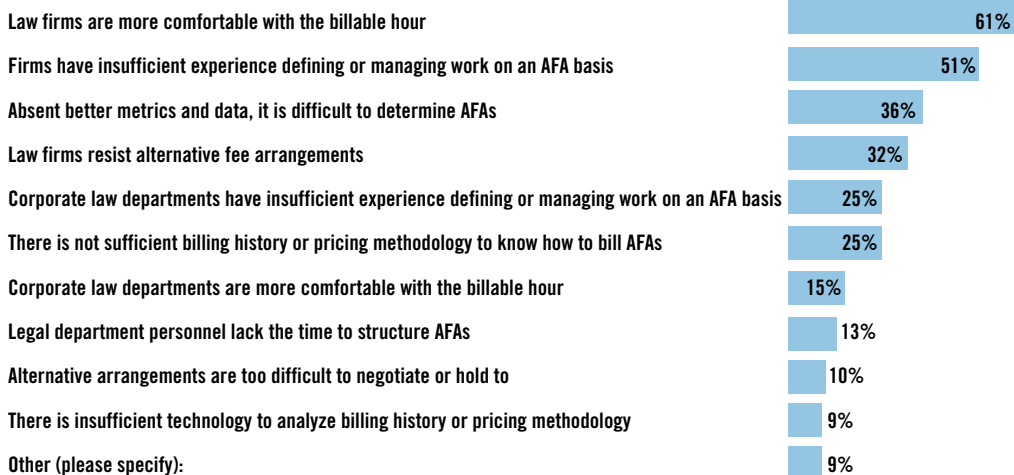 Law firms are more comfortable with the billable hour 61%
Firms have insufficient experience defining or managing work on an AFA basis 51%
Absent better metrics and data, it is difficult to determine AFAs 36%
Law firms resist alternative fee arrangements 32%
Corporate law departments have insufficient experience defining or managing work on an AFA basis 25%
There is not sufficient billing history or pricing methodology to know how to bill AFAs 25%
Corporate law departments are more comfortable with the billable hour 15%
Legal department personnel lack the time to structure AFAs 13%
Alternative arrangements are too difficult to negotiate or hold to 10%
There is insufficient technology to analyze billing history or pricing methodology 9%
Other (please specify): 9%